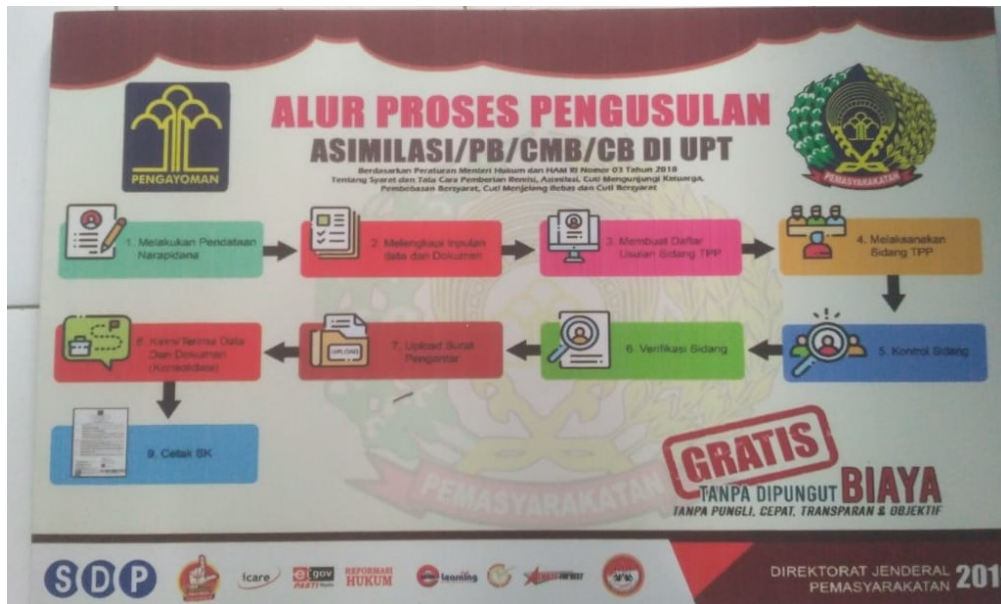 ALUR PROSES PENGUSULAN
ASIMILASI/PB/CMB/CB DI UPT
Berdasarkan Peraturan Menteri Hukum dan HAM RI Nomor 03 Tahun 2018
Tentang Syarat dan Tata Cara Pemberian Remisi, Asimilasi, Cuti Mengunjungi Keluarga,
Pembebasan Bersyarat, Cuti Menjelang Bebas dan Cuti Bersyarat
PENGAYOMAN
PEMASYARAKATAN
1. Melakukan Pendataan
Narapidana
2. Melengkapi Inputan
data dan Dokumen
3. Membuat Daftar
Usulan Sidang TPP
4. Melaksanakan
Sidang TPP
5. Kontrol Sidang
6. Verifikasi Sidang
7. Upload Surat
Pengantar
UPLOAD
8. Terima Data
Dan Dokumen
(Konsolidasi)
9. Cetak SK
PEMASYARAKATAN
GRATIS
TANPA DIPUNGUT BIAYA
TANPA PUNGLI, CEPAT, TRANSPARAN & OBJEKTIF
SDP
Icare
e-gov
PASTI
REFORMASI
HUKUM
e learning
DIREKTORAT JENDERAL
PEMASYARAKATAN 201